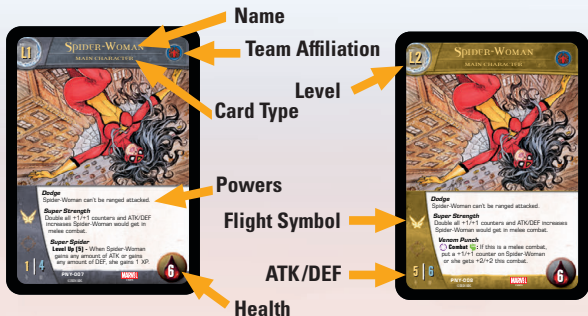 Name
Team Affiliation
Level
Card Type
Powers
Flight Symbol
ATK/DEF
Health
L1
SPIDER-WOMAN
MAIN CHARACTER
Dodge
Spider-Woman can't be ranged attacked.
Super Strength
Double all +1/+1 counters and ATK/DEF
increases Spider-Woman would get in
melee combat.
Super Spider
Level Up [5] - When Spider-Woman
gains any amount of ATK or gains
any amount of DEF, she gains 1 XP.
1 4
PNY-007
MARVEL
6
L2
SPIDER-WOMAN
MAIN CHARACTER
Dodge
Spider-Woman can't be ranged attacked.
Super Strength
Double all +1/+1 counters and ATK/DEF
increases Spider-Woman would get in
melee combat.
Venom Punch
Combat : If this is a melee combat,
put a +1/+1 counter on Spider-Woman
or she gets +2/+2 this combat.
5 6
PNY-008
MARVEL
6